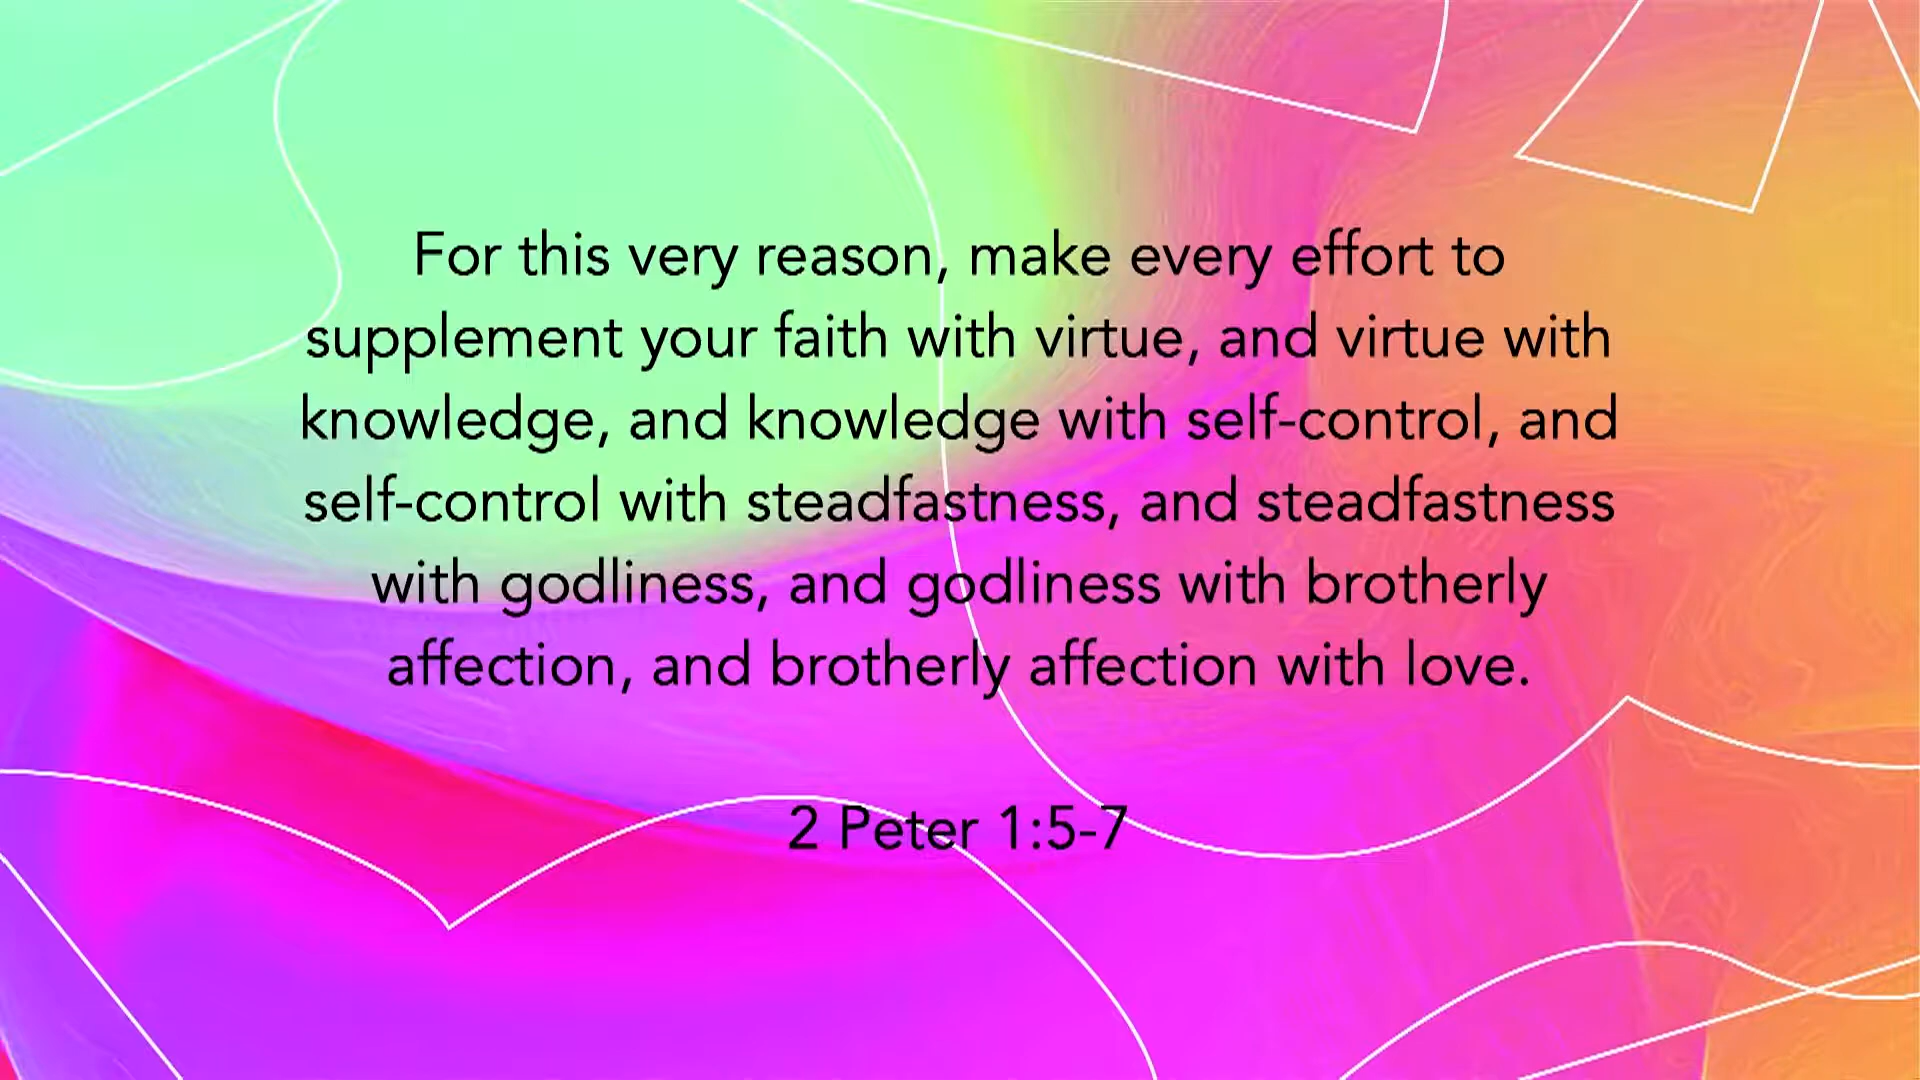 For this very reason, make every effort to
supplement your faith with virtue, and virtue with
knowledge, and knowledge with self-control, and
self-control with steadfastness, and steadfastness
with godliness, and godliness with brotherly
affection, and brotherly affection with love.
2 Peter 1:5-7